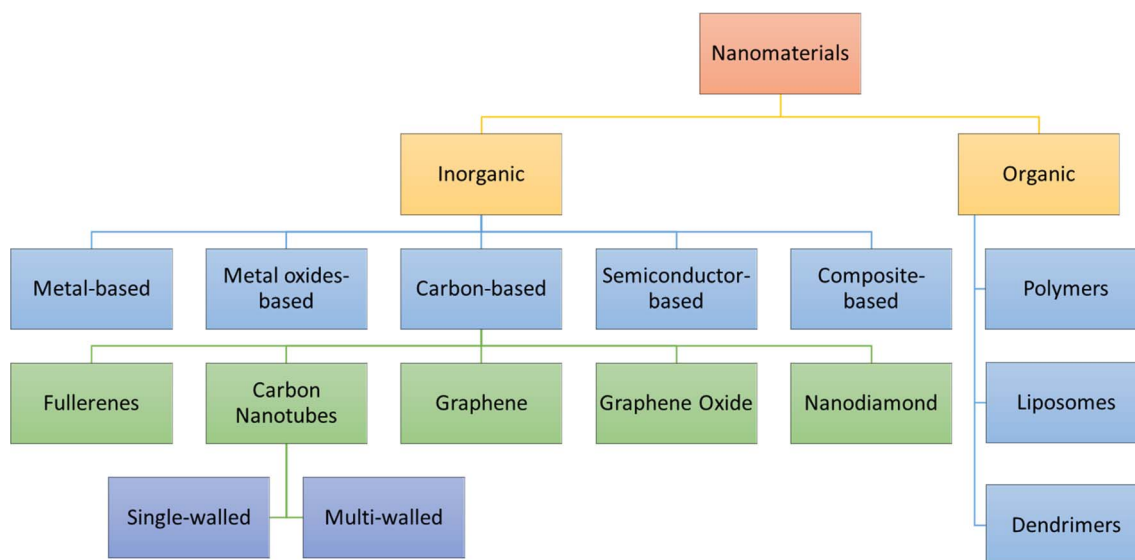 Nanomaterials
Inorganic
Organic
Metal-based
Metal oxides-
based
Carbon-based
Semiconductor-
based
Composite-
based
Polymers
Fullerenes
Carbon
Nanotubes
Graphene
Graphene Oxide
Nanodiamond
Liposomes
Single-walled
Multi-walled
Dendrimers